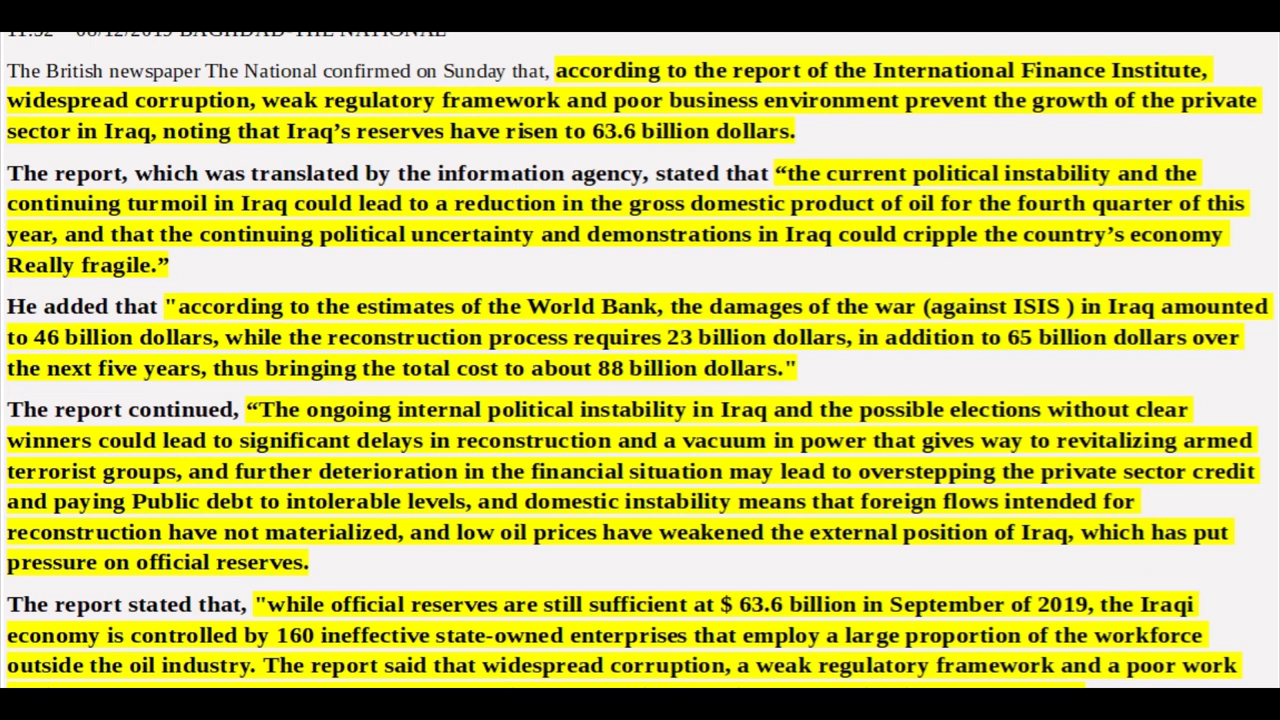 The British newspaper The National confirmed on Sunday that, according to the report of the International Finance Institute,
widespread corruption, weak regulatory framework and poor business environment prevent the growth of the private
sector in Iraq, noting that Iraq’s reserves have risen to 63.6 billion dollars.
The report, which was translated by the information agency, stated that “the current political instability and the
continuing turmoil in Iraq could lead to a reduction in the gross domestic product of oil for the fourth quarter of this
year, and that the continuing political uncertainty and demonstrations in Iraq could cripple the country’s economy
Really fragile.”
He added that "according to the estimates of the World Bank, the damages of the war (against ISIS ) in Iraq amounted
to 46 billion dollars, while the reconstruction process requires 23 billion dollars, in addition to 65 billion dollars over
the next five years, thus bringing the total cost to about 88 billion dollars."
The report continued, “The ongoing internal political instability in Iraq and the possible elections without clear
winners could lead to significant delays in reconstruction and a vacuum in power that gives way to revitalizing armed
terrorist groups, and further deterioration in the financial situation may lead to overstepping the private sector credit
and paying Public debt to intolerable levels, and domestic instability means that foreign flows intended for
reconstruction have not materialized, and low oil prices have weakened the external position of Iraq, which has put
pressure on official reserves.
The report stated that, "while official reserves are still sufficient at $ 63.6 billion in September of 2019, the Iraqi
economy is controlled by 160 ineffective state-owned enterprises that employ a large proportion of the workforce
outside the oil industry. The report said that widespread corruption, a weak regulatory framework and a poor work